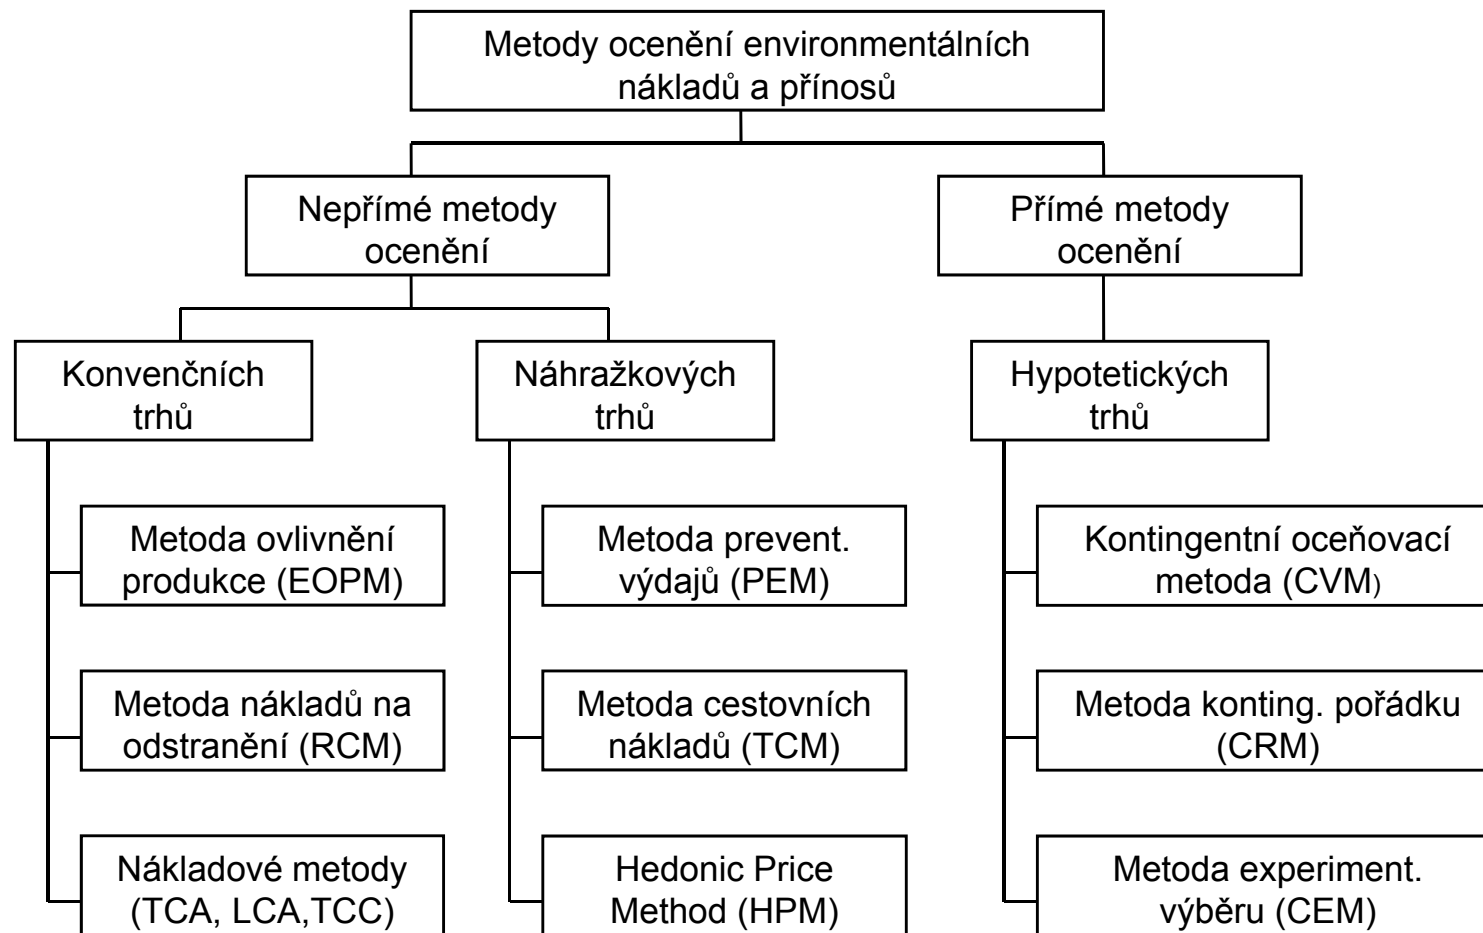 Metody ocenění environmentálních
nákladů a přínosů
Nepřímé metody
ocenění
Přímé metody
ocenění
Konvenčních
trhů
Náhražkových
trhů
Hypotetických
trhů
Metoda ovlivnění
produkce (EOPM)
Metoda prevent.
výdajů (PEM)
Kontingentní oceňovací
metoda (CVM)
Metoda nákladů na
odstranění (RCM)
Metoda cestovních
nákladů (TCM)
Metoda konting. pořádku
(CRM)
Nákladové metody
(TCA, LCA,TCC)
Hedonic Price
Method (HPM)
Metoda experiment.
výběru (CEM)